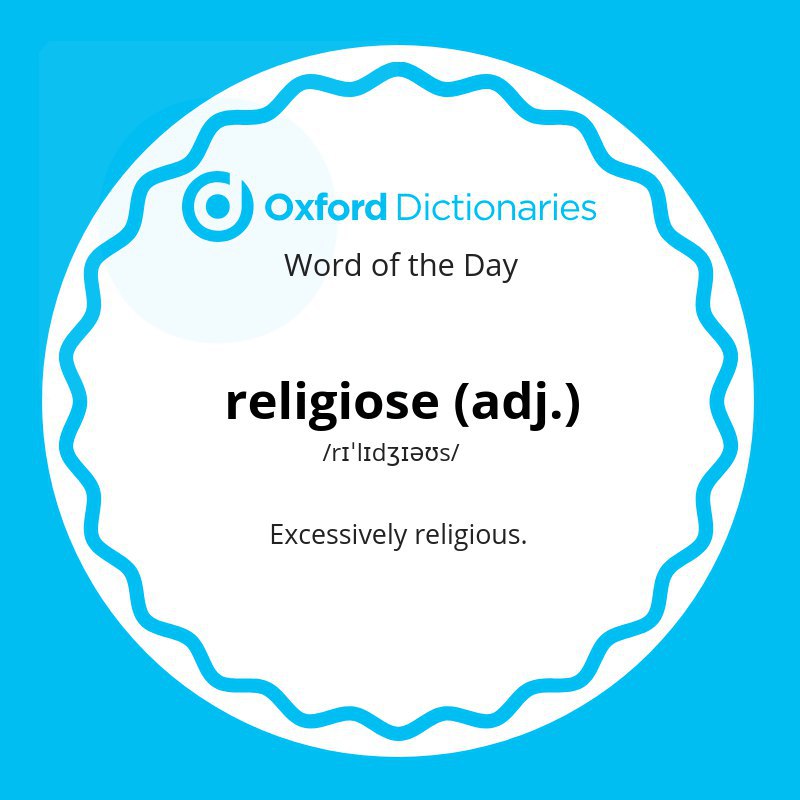 Oxford Dictionaries
Word of the Day
religiose (adj.)
/rɪˈlɪdʒɪəʊs/
Excessively religious.